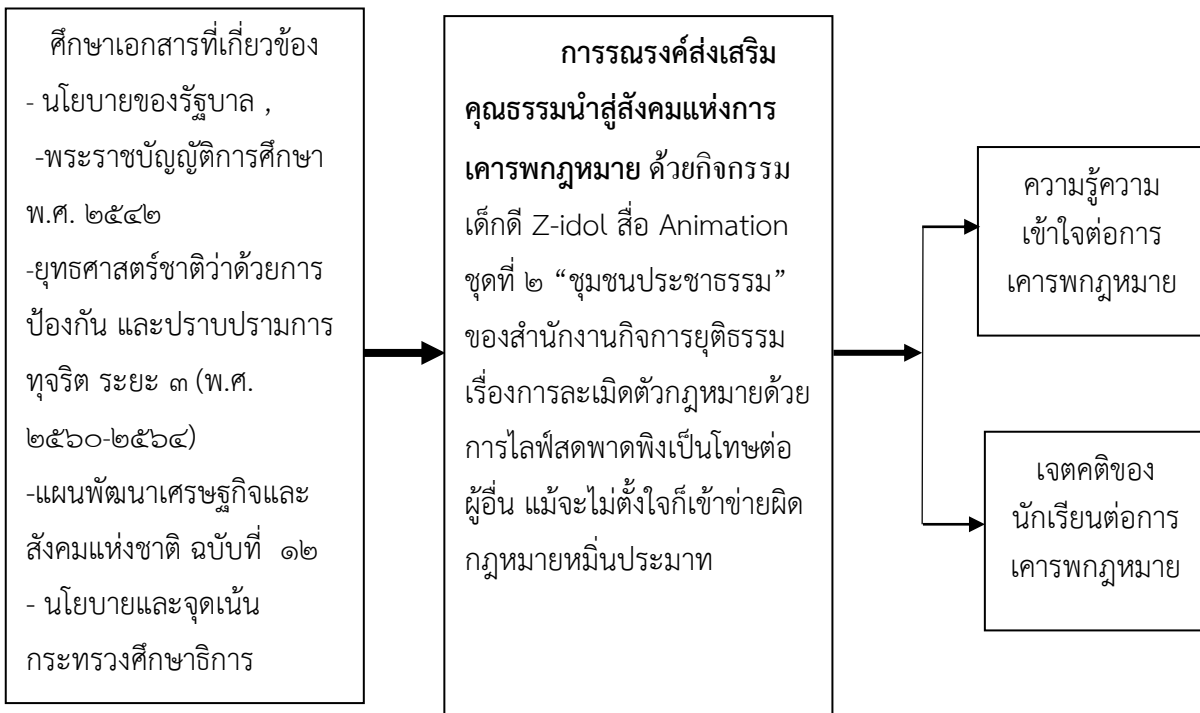 ศึกษาเอกสารที่เกี่ยวข้อง
- นโยบายของรัฐบาล ,
-พระราชบัญญัติการศึกษา
พ.ศ. ๒๕๔๒
-ยุทธศาสตร์ชาติว่าด้วยการ
ป้องกัน และปราบปรามการ
ทุจริต ระยะ ๓ (พ.ศ.
๒๕๖๐-๒๕๖๔)
-แผนพัฒนาเศรษฐกิจและ
สังคมแห่งชาติ ฉบับที่ ๑๒
- นโยบายและจุดเน้น
กระทรวงศึกษาธิการ
การรณรงค์ส่งเสริม
คุณธรรมนำสู่สังคมแห่งการ
เคารพกฎหมาย ด้วยกิจกรรม
เด็กดี Z-idol สื่อ Animation
ชุดที่ ๒ “ชุมชนประชาธรรม”
ของสำนักงานกิจการยุติธรรม
เรื่องการละเมิดตัวกฎหมายด้วย
การไลฟ์สดพาดพิงเป็นโทษต่อ
ผู้อื่น แม้จะไม่ตั้งใจก็เข้าข่ายผิด
กฎหมายหมิ่นประมาท
ความรู้ความ
เข้าใจต่อการ
เคารพกฎหมาย
เจตคติของ
นักเรียนต่อการ
เคารพกฎหมาย